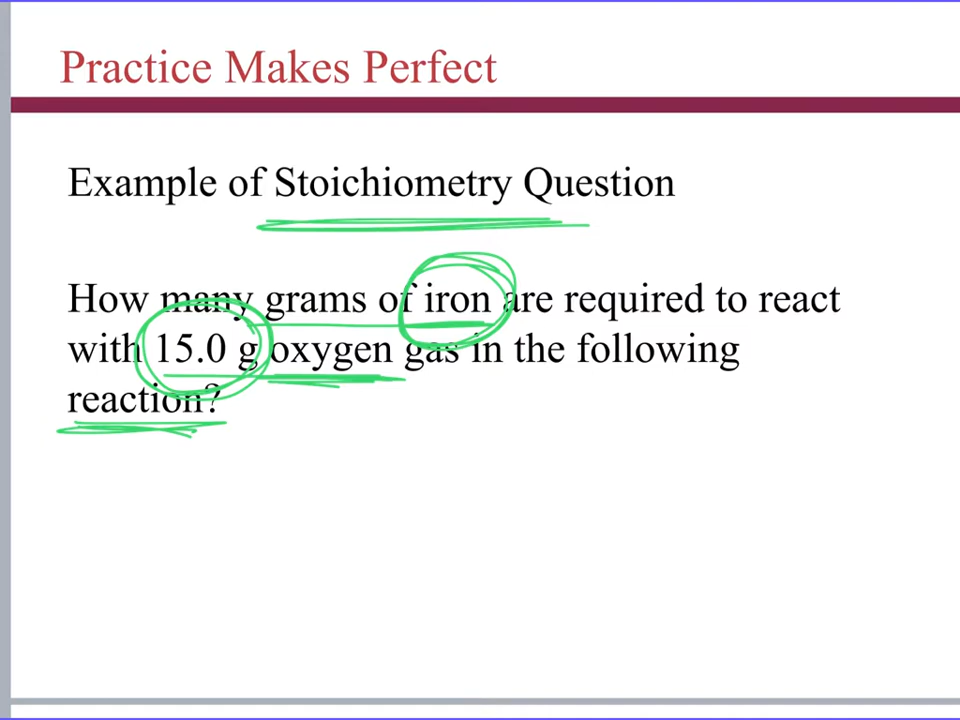 Practice Makes Perfect
Example of Stoichiometry Question
How many grams of iron are required to react
with 15.0 g oxygen gas in the following
reaction?